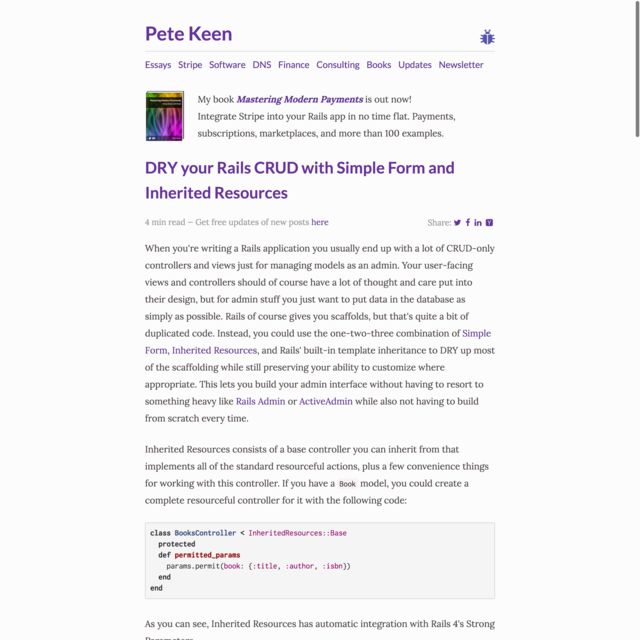 Pete Keen
Essays Stripe Software DNS Finance Consulting Books Updates Newsletter
My book Mastering Modern Payments is out now!
Integrate Stripe into your Rails app in no time flat. Payments,
subscriptions, marketplaces, and more than 100 examples.
DRY your Rails CRUD with Simple Form and
Inherited Resources
4 min read – Get free updates of new posts here
Share:
When you're writing a Rails application you usually end up with a lot of CRUD-only
controllers and views just for managing models as an admin. Your user-facing
views and controllers should of course have a lot of thought and care put into
their design, but for admin stuff you just want to put data in the database as
simply as possible. Rails of course gives you scaffolds, but that's quite a bit of
duplicated code. Instead, you could use the one-two-three combination of Simple
Form, Inherited Resources, and Rails' built-in template inheritance to DRY up most
of the scaffolding while still preserving your ability to customize where
appropriate. This lets you build your admin interface without having to resort to
something heavy like Rails Admin or ActiveAdmin while also not having to build
from scratch every time.
Inherited Resources consists of a base controller you can inherit from that
implements all of the standard resourceful actions, plus a few convenience things
for working with this controller. If you have a Book model, you could create a
complete resourceful controller for it with the following code:
class BooksController < InheritedResources::Base
protected
def permitted_params
params.permit(book: {:title, :author, :isbn})
end
end
As you can see, Inherited Resources has automatic integration with Rails 4's Strong